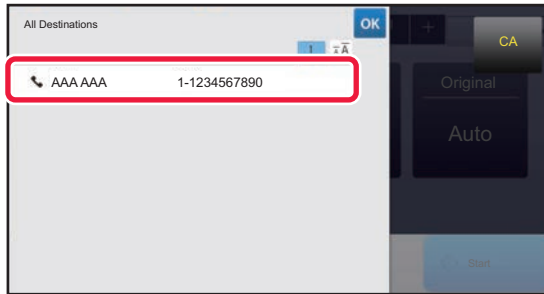 All Destinations
OK
CA
1
AAA AAA 1-1234567890
Original
Auto
Start